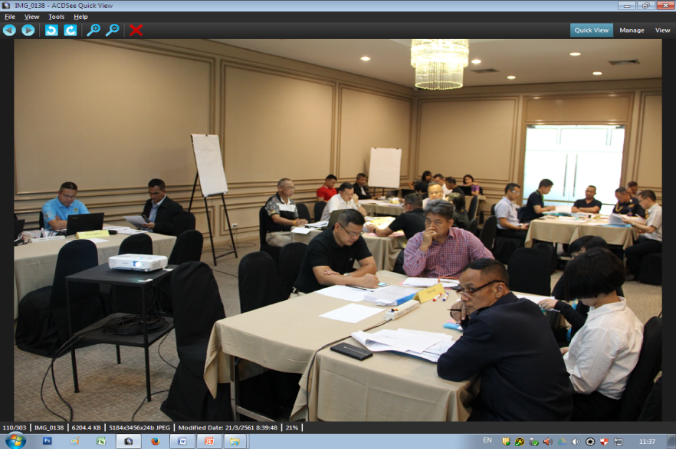 IMG_0138 - ACDSee Quick View
File View Tools Help
Quick View Manage View
110/303 IMG_0138 6204.4 KB 5184x3456x24b JPEG Modified Date: 21/3/2561 8:39:48 21%
EN 11:37